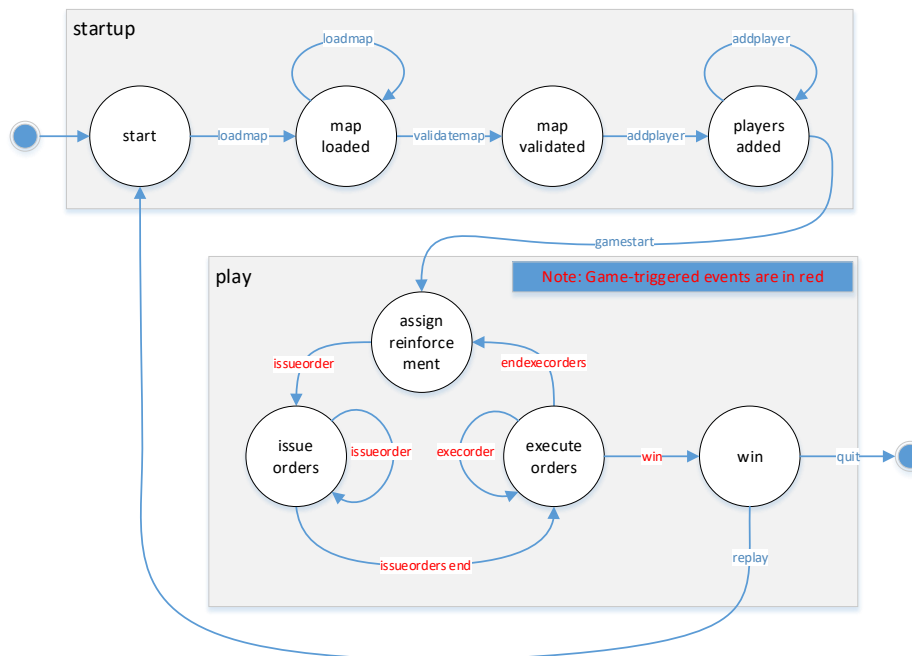 startup
loadmap
addplayer
start
loadmap
map
loaded
validatemap
map
validated
addplayer
players
added
gamestart
play
Note: Game-triggered events are in red
assign
reinforce
ment
issueorder
endexecorders
issue
orders
issueorder
execorder
execute
orders
win
win
quit
issueorders end
replay